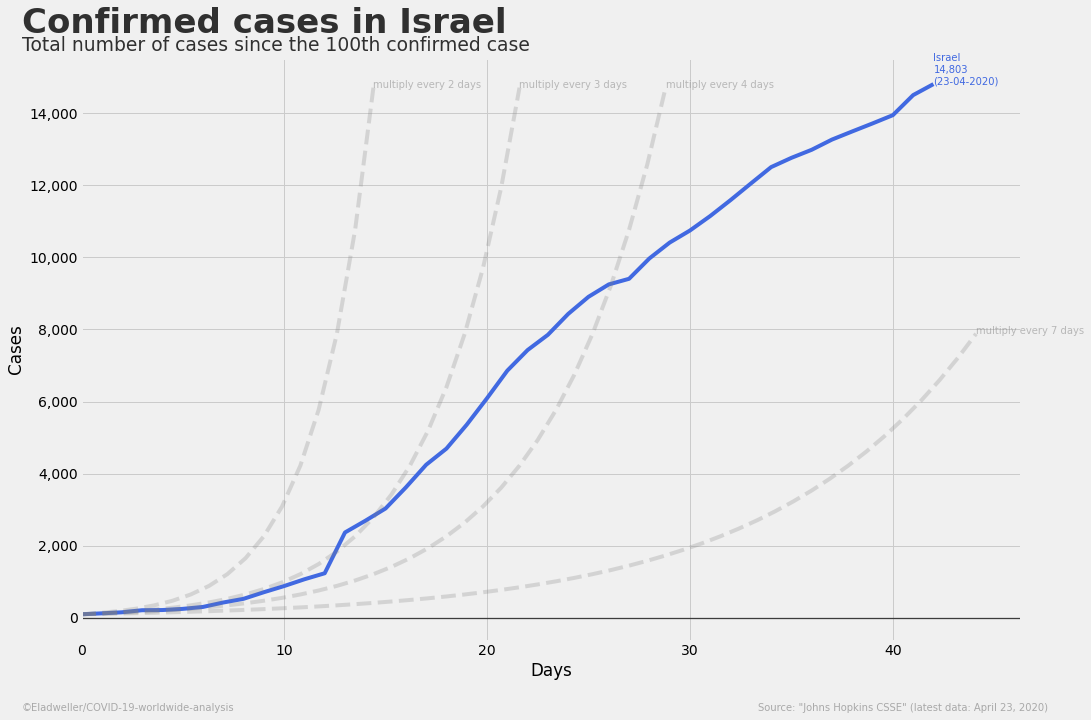 Confirmed cases in Israel
Total number of cases since the 100th confirmed case
Israel
14,803
(23-04-2020)
multiply every 2 days
multiply every 3 days
multiply every 4 days
14,000
12,000
10,000
8,000
multiply every 7 days
Cases
6,000
4,000
2,000
0
0
10
20
30
40
Days
©Eladweller/COVID-19-worldwide-analysis
Source: "Johns Hopkins CSSE" (latest data: April 23, 2020)